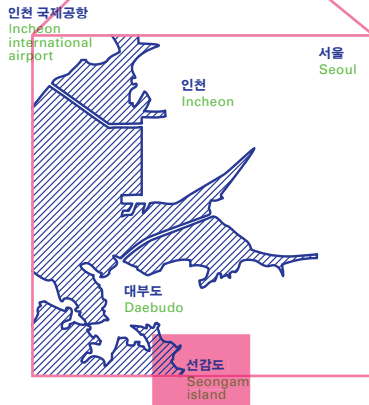 인천 국제공항
Incheon
international
airport
서울
Seoul
인천
Incheon
대부도
Daebudo
선감도
Seongam
island